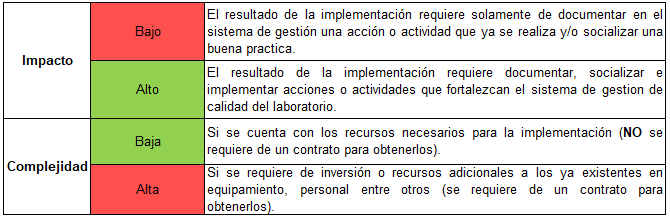 Impacto
Bajo
El resultado de la implementación requiere solamente de documentar en el
sistema de gestión una acción o actividad que ya se realiza y/o socializar una
buena practica.
Alto
El resultado de la implementación requiere documentar, socializar e
implementar acciones o actividades que fortalezcan el sistema de gestion de
calidad del laboratorio.
Complejidad
Baja
Si se cuenta con los recursos necesarios para la implementación (NO se
requiere de un contrato para obtenerlos).
Alta
Si se requiere de inversión o recursos adicionales a los ya existentes en
equipamiento, personal entre otros (se requiere de un contrato para
obtenerlos).